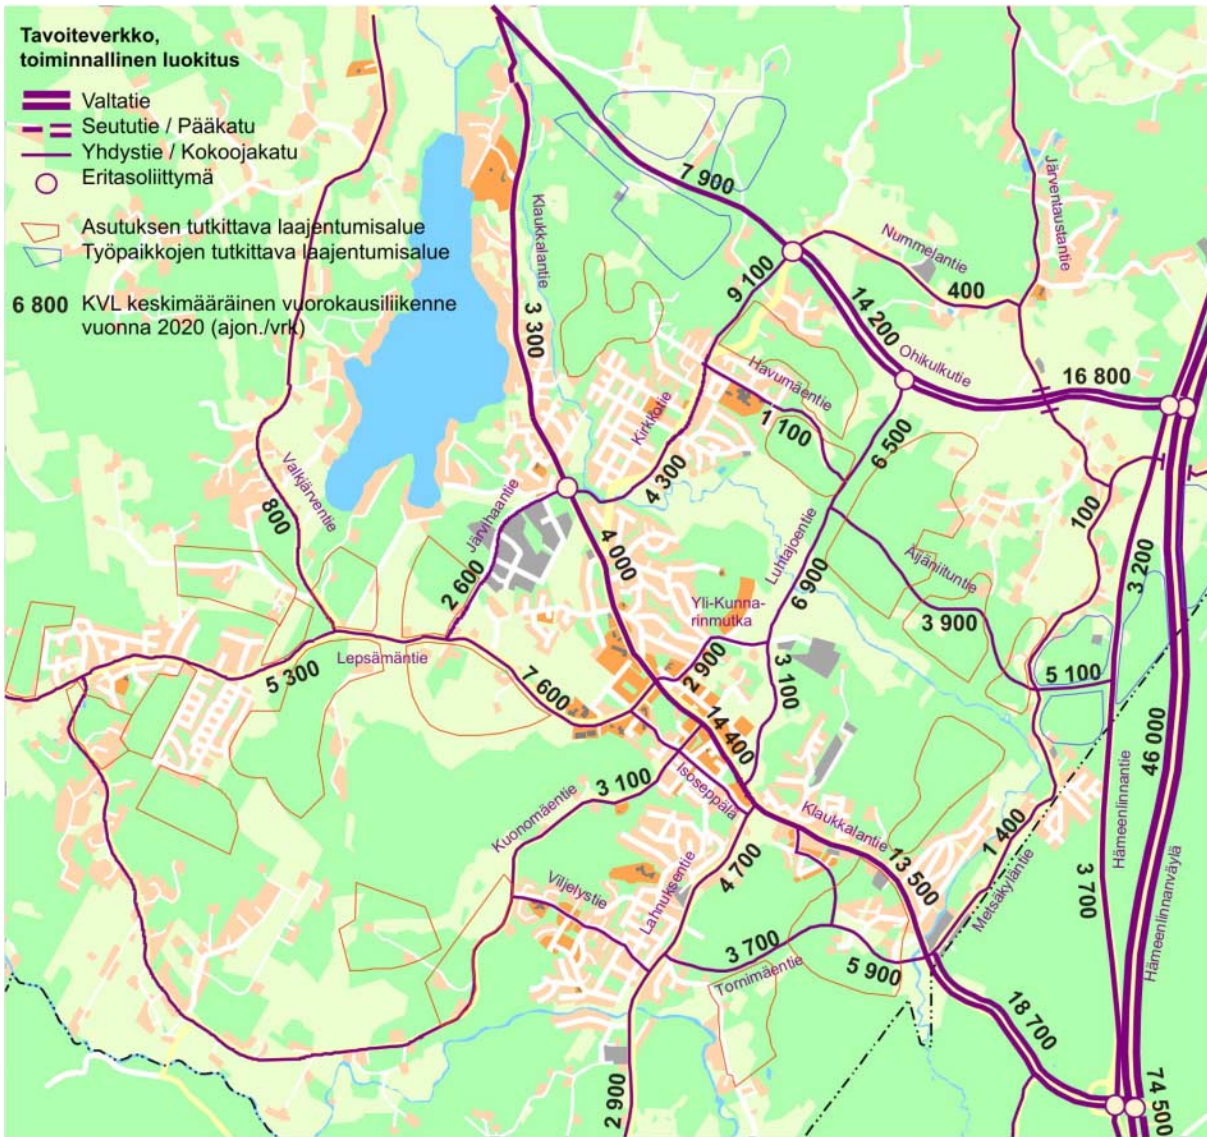 Tavoiteverkko,
toiminnallinen luokitus
Valtatie
Seututie / Pääkatu
Yhdystie / Kokoojakatu
Eritasoliittymä
Asutuksen tutkittava laajentumisalue
Työpaikkojen tutkittava laajentumisalue
6 800 KVL keskimääräinen vuorokausiliikenne
vuonna 2020 (ajon./vrk)
7 900
Klaukkalantie
3 300
9 100
Nummelantie
400
Järventaustantie
14 200
Ohikulkutie
16 800
Havumäentie
1 100
Kirkkotie
4 300
6 500
Valkjärventie
800
Järvihaantie
2 600
4 000
Luhtajoentie
6 900
100
3 200
Äijäniituntie
3 900
Yli-Kunna-
rinmutka
2 900
3 100
5 100
Lepsämäntie
5 300
7 600
14 400
46 000
Isoseppälä
3 100
Kuonomäentie
Klaukkalantie
13 500
1 400
Metsäkyläntie
Hämeenlinnantie
3 700
Hämeenlinnanväylä
Viljelystie
Lahnuksentie
4 700
3 700
Tornimäentie
5 900
18 700
2 900
74 500